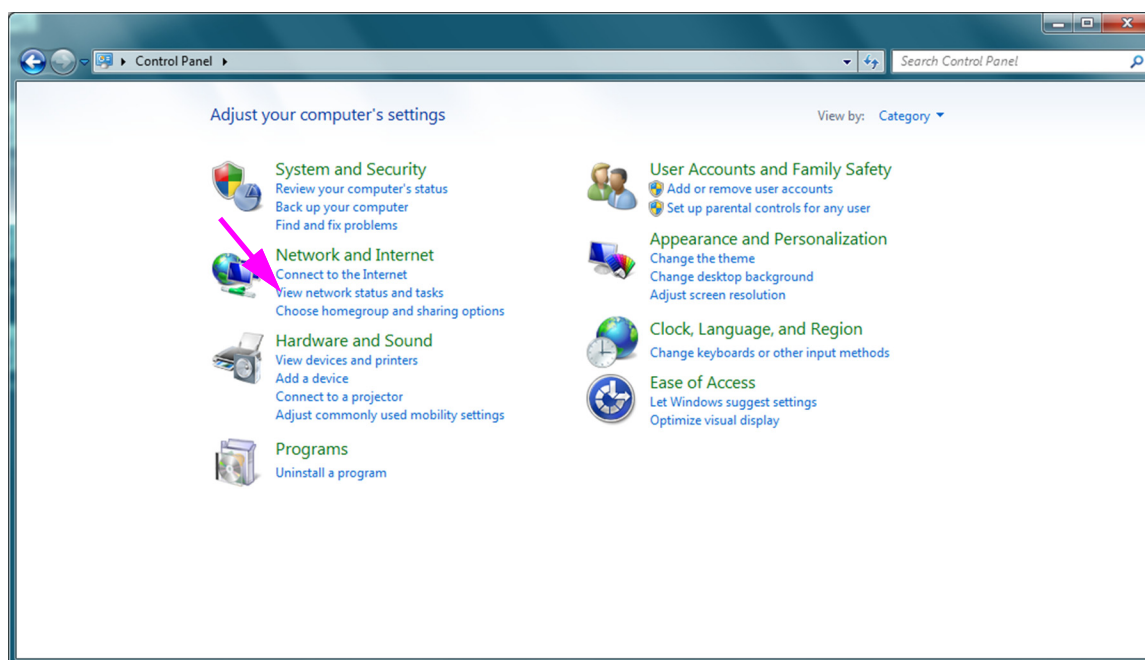 Control Panel
Search Control Panel
Adjust your computer's settings
View by: Category
System and Security
Review your computer's status
Back up your computer
Find and fix problems
Network and Internet
Connect to the Internet
View network status and tasks
Choose homegroup and sharing options
Hardware and Sound
View devices and printers
Add a device
Connect to a projector
Adjust commonly used mobility settings
Programs
Uninstall a program
User Accounts and Family Safety
Add or remove user accounts
Set up parental controls for any user
Appearance and Personalization
Change the theme
Change desktop background
Adjust screen resolution
Clock, Language, and Region
Change keyboards or other input methods
Ease of Access
Let Windows suggest settings
Optimize visual display